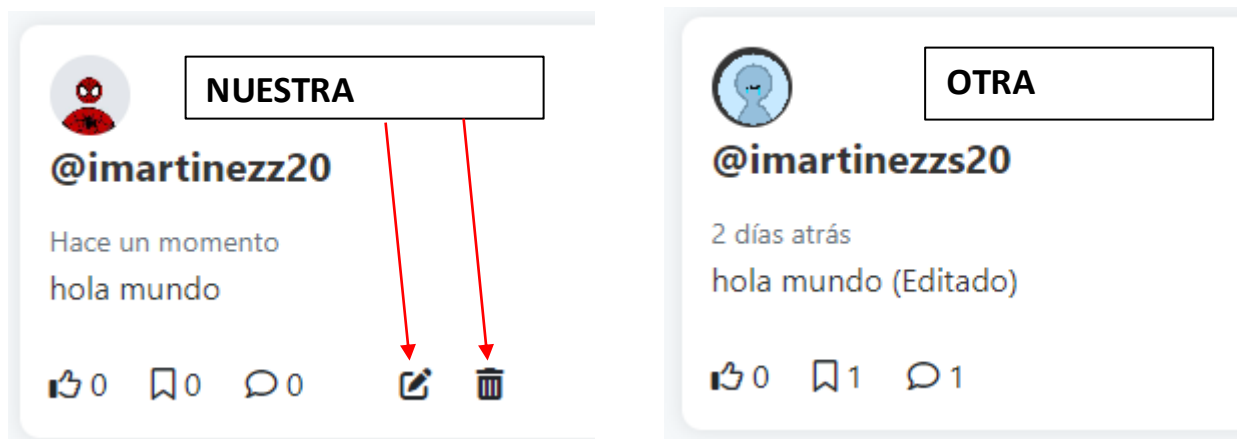 NUESTRA
@imartinezz20
Hace un momento
hola mundo
0 0 0
OTRA
@imartinezzs20
2 días atrás
hola mundo (Editado)
0 1 1